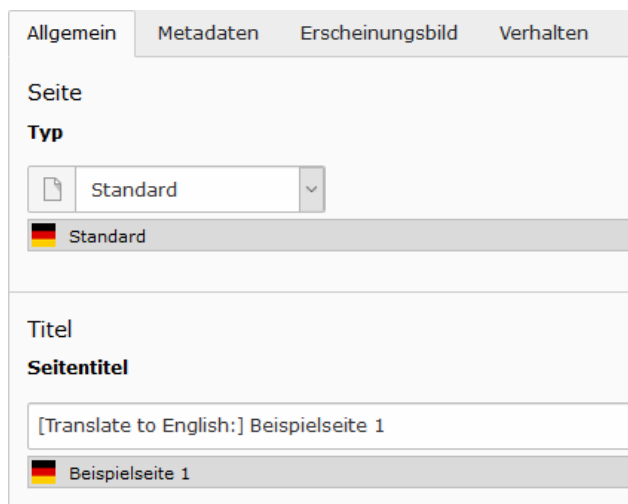 Allgemein Metadaten Erscheinungsbild Verhalten
Seite
Typ
Standard
Standard
Titel
Seitentitel
[Translate to English:] Beispielseite 1
Beispielseite 1